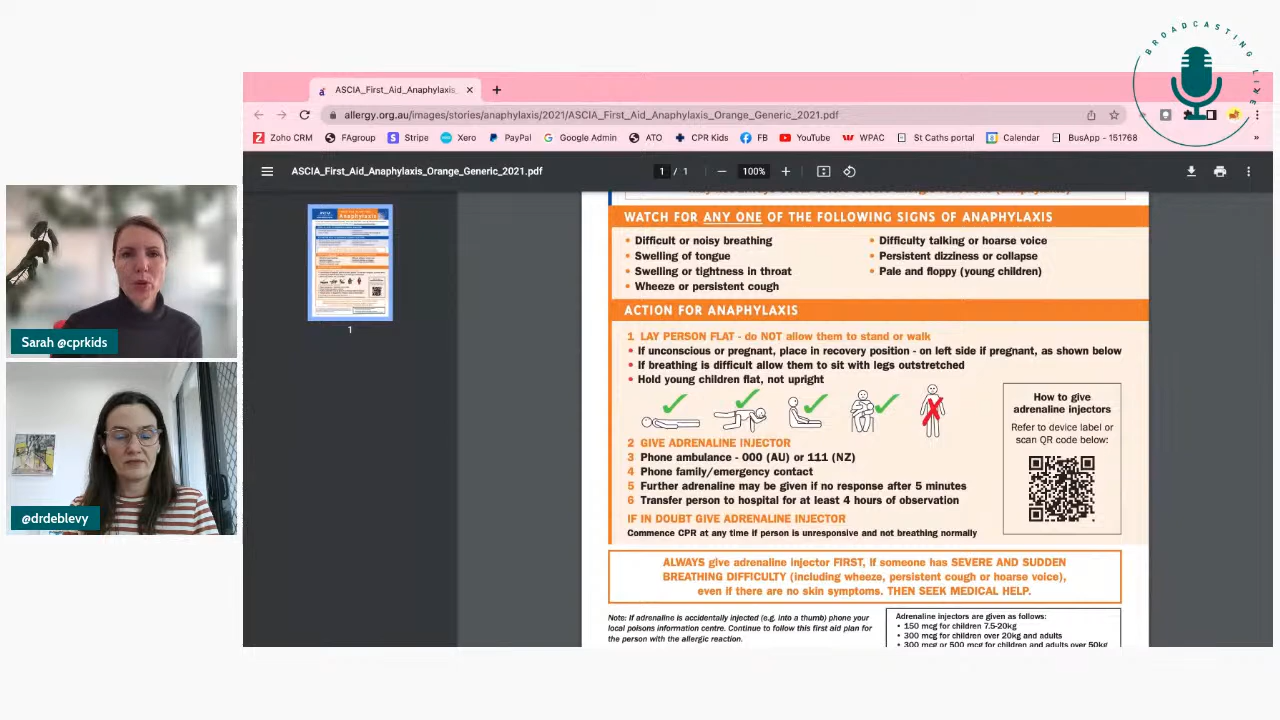 BROADCASTING LIVE
ASCIA_First_Aid_Anaphylaxis_
allergy.org.au/images/stories/anaphylaxis/2021/ASCIA_First_Aid_Anaphylaxis_Orange_Generic_2021.pdf
Zoho CRM FAgroup Stripe Xero PayPal Google Admin ATO CPR Kids FB YouTube WPAC St Caths portal Calendar BusApp - 151768
ASCIA_First_Aid_Anaphylaxis_Orange_Generic_2021.pdf 1 / 1 100%
1
Sarah @cprkids
@drdeblevy
WATCH FOR ANY ONE OF THE FOLLOWING SIGNS OF ANAPHYLAXIS
• Difficult or noisy breathing
• Swelling of tongue
• Swelling or tightness in throat
• Wheeze or persistent cough
• Difficulty talking or hoarse voice
• Persistent dizziness or collapse
• Pale and floppy (young children)
ACTION FOR ANAPHYLAXIS
1 LAY PERSON FLAT - do NOT allow them to stand or walk
• If unconscious or pregnant, place in recovery position - on left side if pregnant, as shown below
• If breathing is difficult allow them to sit with legs outstretched
• Hold young children flat, not upright
2 GIVE ADRENALINE INJECTOR
3 Phone ambulance - 000 (AU) or 111 (NZ)
4 Phone family/emergency contact
5 Further adrenaline may be given if no response after 5 minutes
6 Transfer person to hospital for at least 4 hours of observation
IF IN DOUBT GIVE ADRENALINE INJECTOR
Commence CPR at any time if person is unresponsive and not breathing normally
How to give
adrenaline injectors
Refer to device label or
scan QR code below:
ALWAYS give adrenaline injector FIRST, if someone has SEVERE AND SUDDEN
BREATHING DIFFICULTY (including wheeze, persistent cough or hoarse voice),
even if there are no skin symptoms. THEN SEEK MEDICAL HELP.
Note: If adrenaline is accidentally injected (e.g. into a thumb) phone your
local poisons information centre. Continue to follow this first aid plan for
the person with the allergic reaction.
Adrenaline injectors are given as follows:
• 150 mcg for children 7.5-20kg
• 300 mcg for children over 20kg and adults
• 300 mcg or 500 mcg for children and adults over 50kg